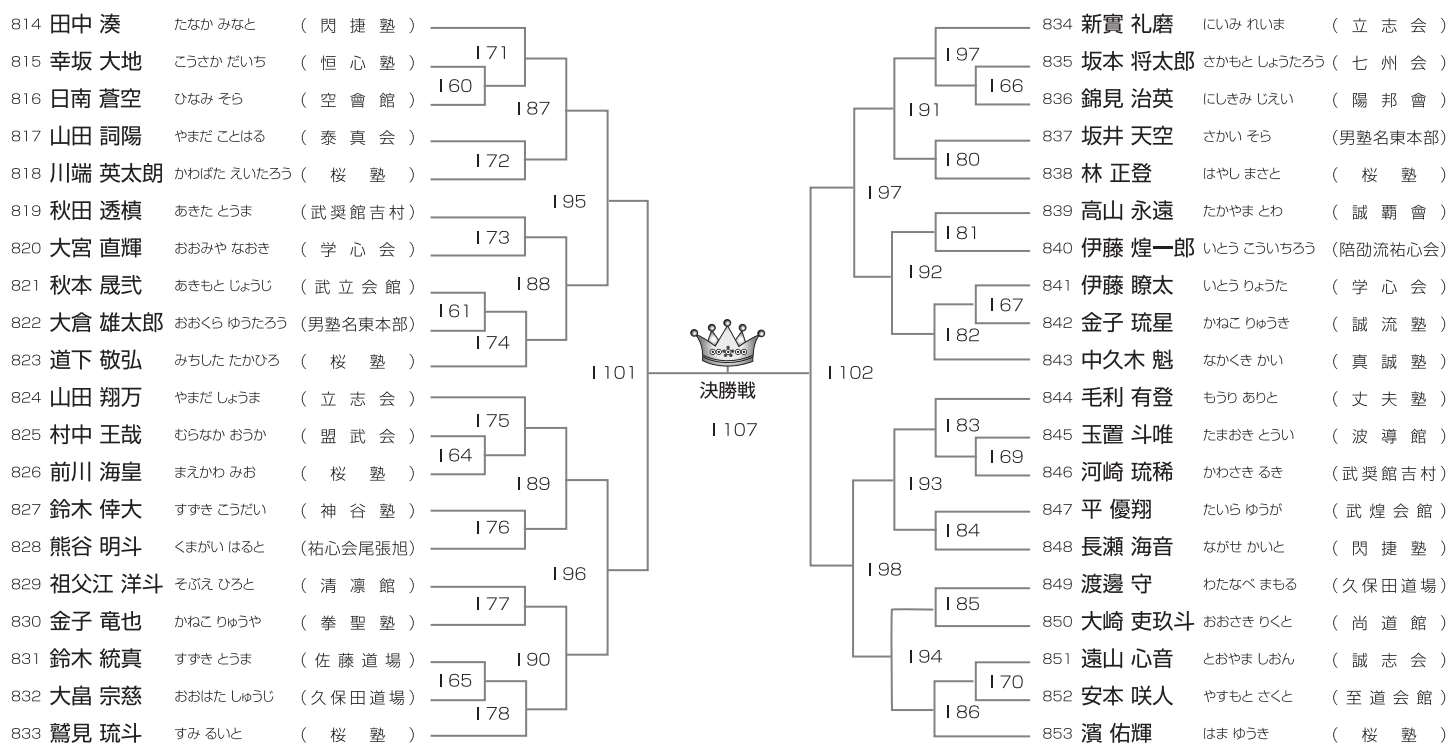 814 田中 湊 たなか みなと (閃捷塾)
815 幸坂 大地 こうさか だいち (恒心塾)
816 日南 蒼空 ひなみ そら (空會館)
817 山田 詞陽 やまだ ことはる (泰真会)
818 川端 英太朗 かわばた えいたろう (桜塾)
819 秋田 透槙 あきた とうま (武奨館吉村)
820 大宮 直輝 おおみや なおき (学心会)
821 秋本 晟弐 あきもと じょうじ (武立会館)
822 大倉 雄太郎 おおくら ゆうたろう (男塾名東本部)
823 道下 敬弘 みちした たかひろ (桜塾)
824 山田 翔万 やまだ しょうま (立志会)
825 村中 王哉 むらなか おうか (盟武会)
826 前川 海皇 まえかわ みお (桜塾)
827 鈴木 倖大 すずき こうだい (神谷塾)
828 熊谷 明斗 くまがい はると (祐心会尾張旭)
829 祖父江 洋斗 そぶえ ひろと (清凛館)
830 金子 竜也 かねこ りゅうや (拳聖塾)
831 鈴木 統真 すずき とうま (佐藤道場)
832 大畠 宗慈 おおはた しゅうじ (久保田道場)
833 鷲見 琉斗 すみ るいと (桜塾)
I71
I60
I87
I72
I95
I73
I88
I61
I74
I101
I75
I64
I89
I76
I96
I77
I90
I65
I78
決勝戦
I107
I97
I66
I91
I80
I97
I81
I92
I67
I82
I102
I83
I69
I93
I84
I98
I85
I94
I70
I86
834 新實 礼磨 にいみ れいま (立志会)
835 坂本 将太郎 さかもと しょうたろう (七州会)
836 錦見 治英 にしきみ じえい (陽邦會)
837 坂井 天空 さかい そら (男塾名東本部)
838 林 正登 はやし まさと (桜塾)
839 高山 永遠 たかやま とわ (誠覇會)
840 伊藤 煌一郎 いとう こういちろう (陪劭流祐心会)
841 伊藤 瞭太 いとう りょうた (学心会)
842 金子 琉星 かねこ りゅうき (誠流塾)
843 中久木 魁 なかくき かい (真誠塾)
844 毛利 有登 もうり ありと (丈夫塾)
845 玉置 斗唯 たまおき とうい (波導館)
846 河崎 琉稀 かわさき るき (武奨館吉村)
847 平 優翔 たいら ゆうが (武煌会館)
848 長瀬 海音 ながせ かいと (閃捷塾)
849 渡邊 守 わたなべ まもる (久保田道場)
850 大崎 吏玖斗 おおさき りくと (尚道館)
851 遠山 心音 とおやま しおん (誠志会)
852 安本 咲人 やすもと さくと (至道会館)
853 濱 佑輝 はま ゆうき (桜塾)